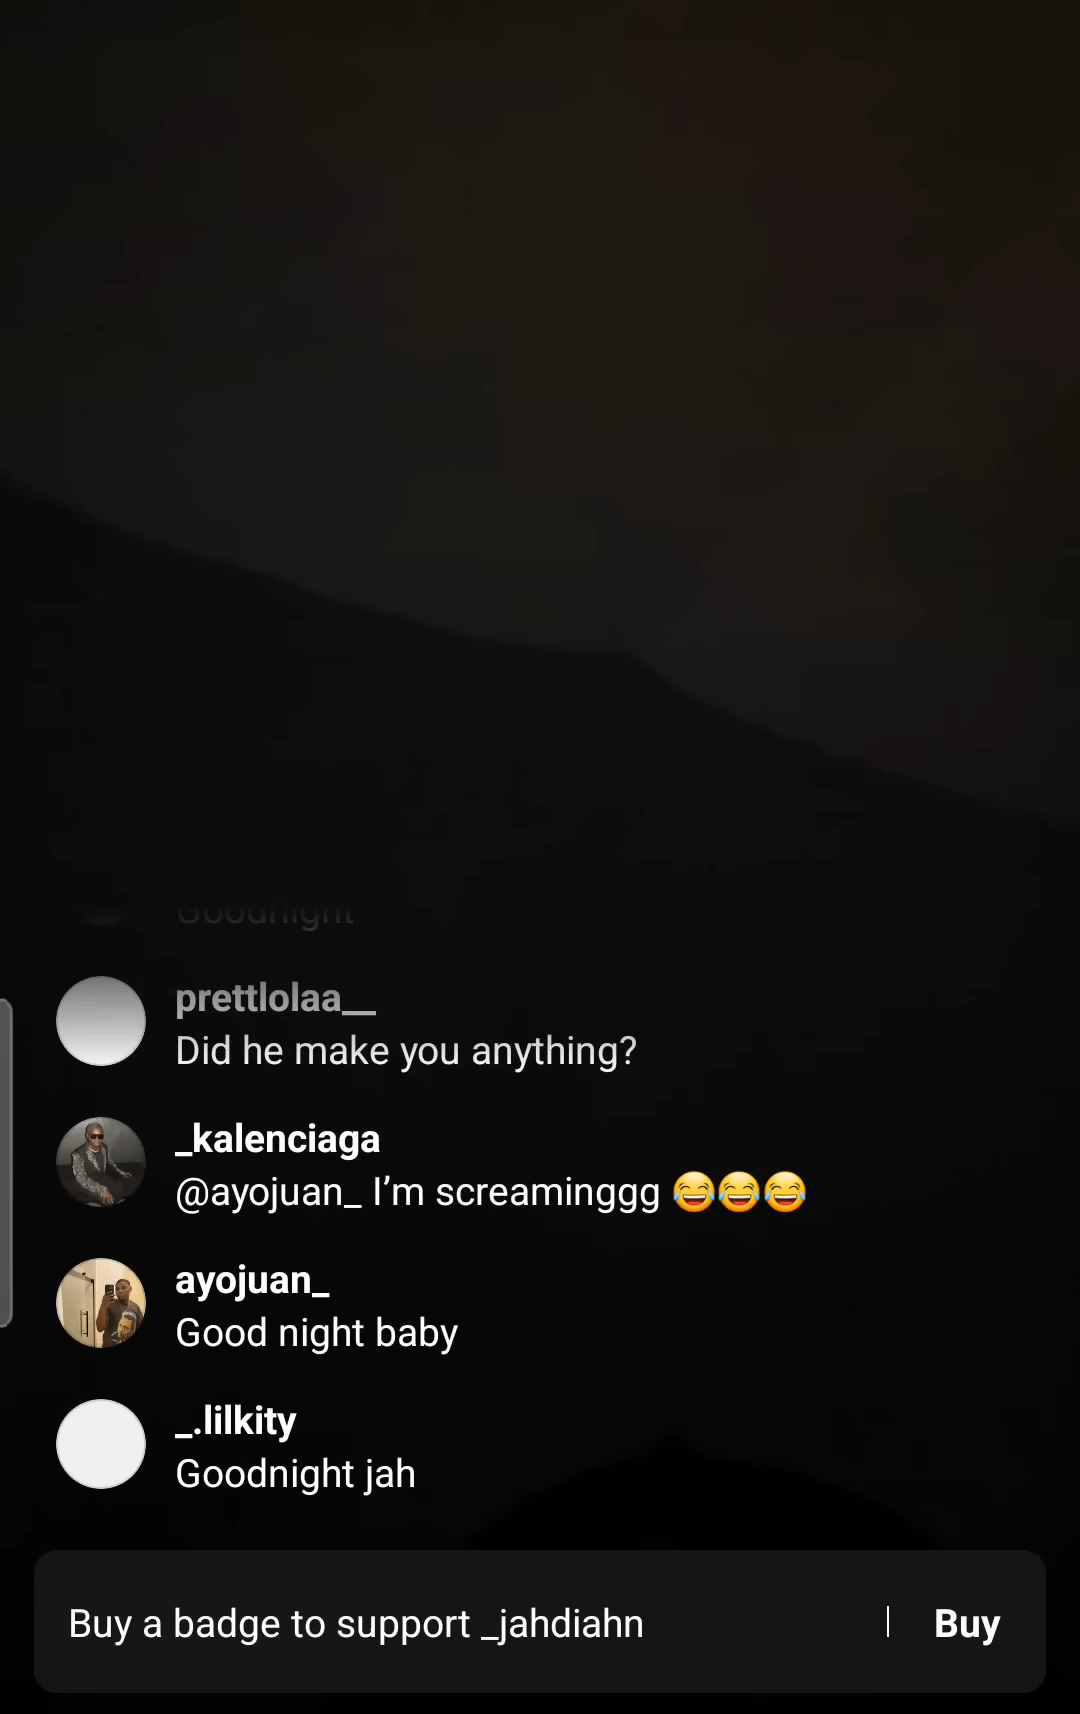 Goodnight
prettlolaa__
Did he make you anything?
_kalenciaga
@ayojuan_ I’m screaminggg 😂😂😂
ayojuan_
Good night baby
_.lilkity
Goodnight jah
Buy a badge to support _jahdiahn | Buy